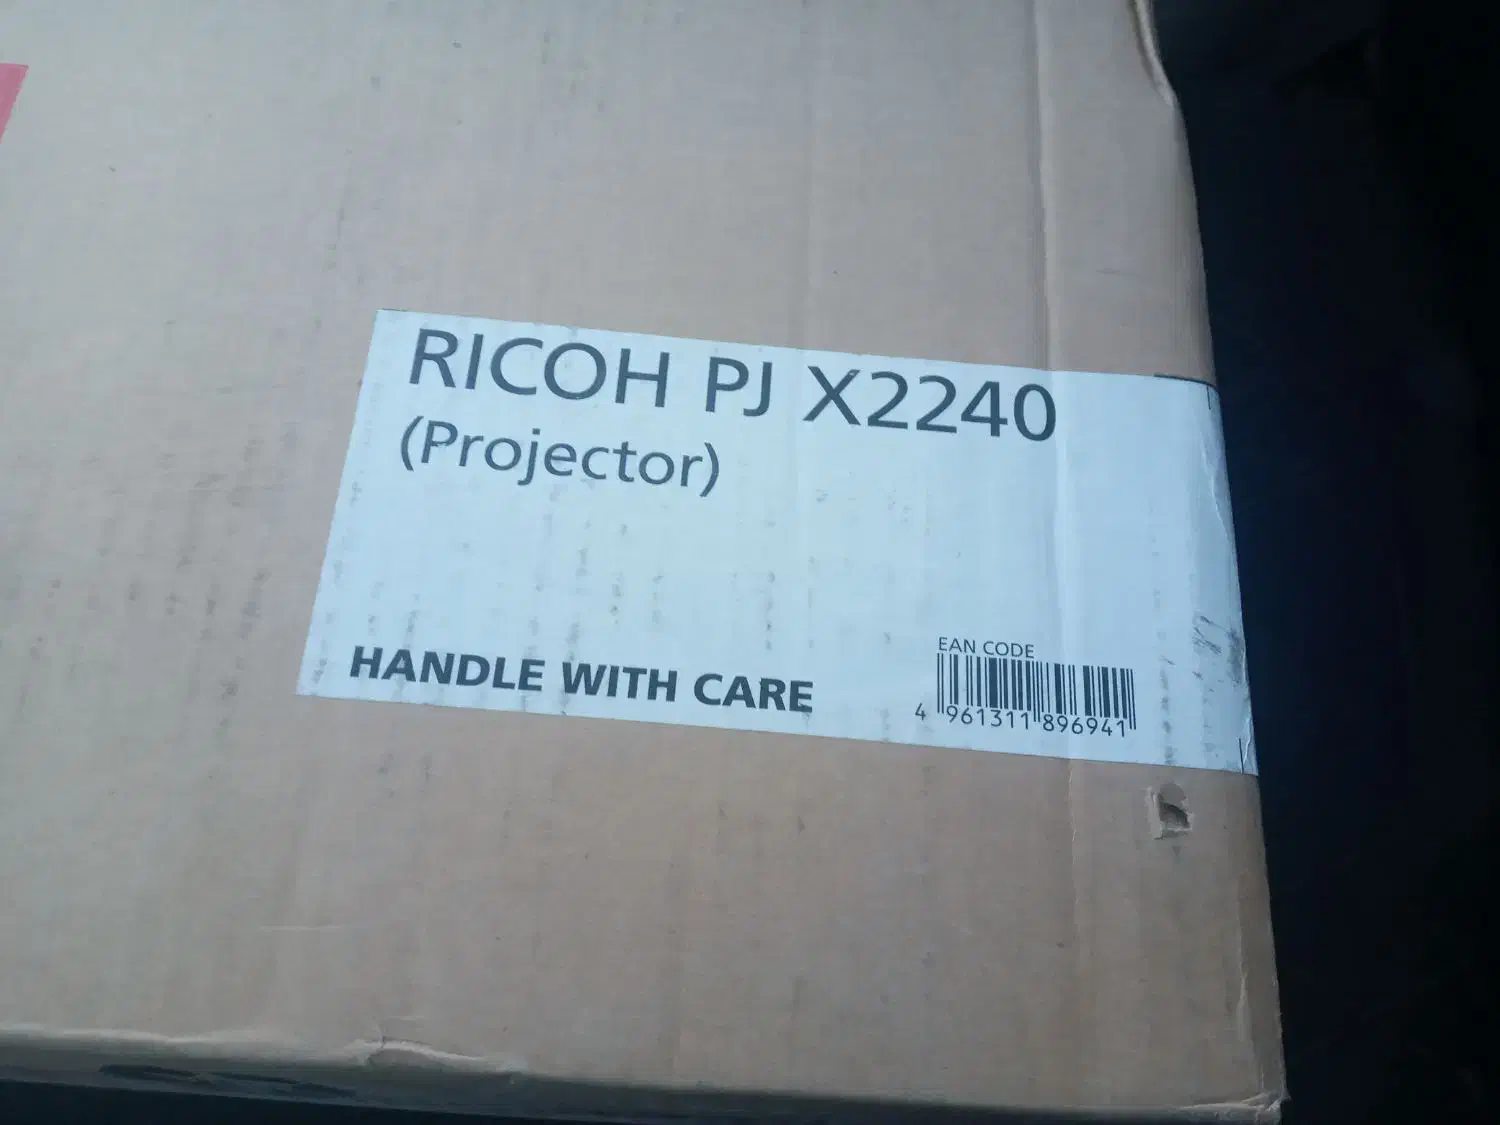 RICOH PJ X2240
(Projector)
HANDLE WITH CARE
EAN CODE
4 961311 896941